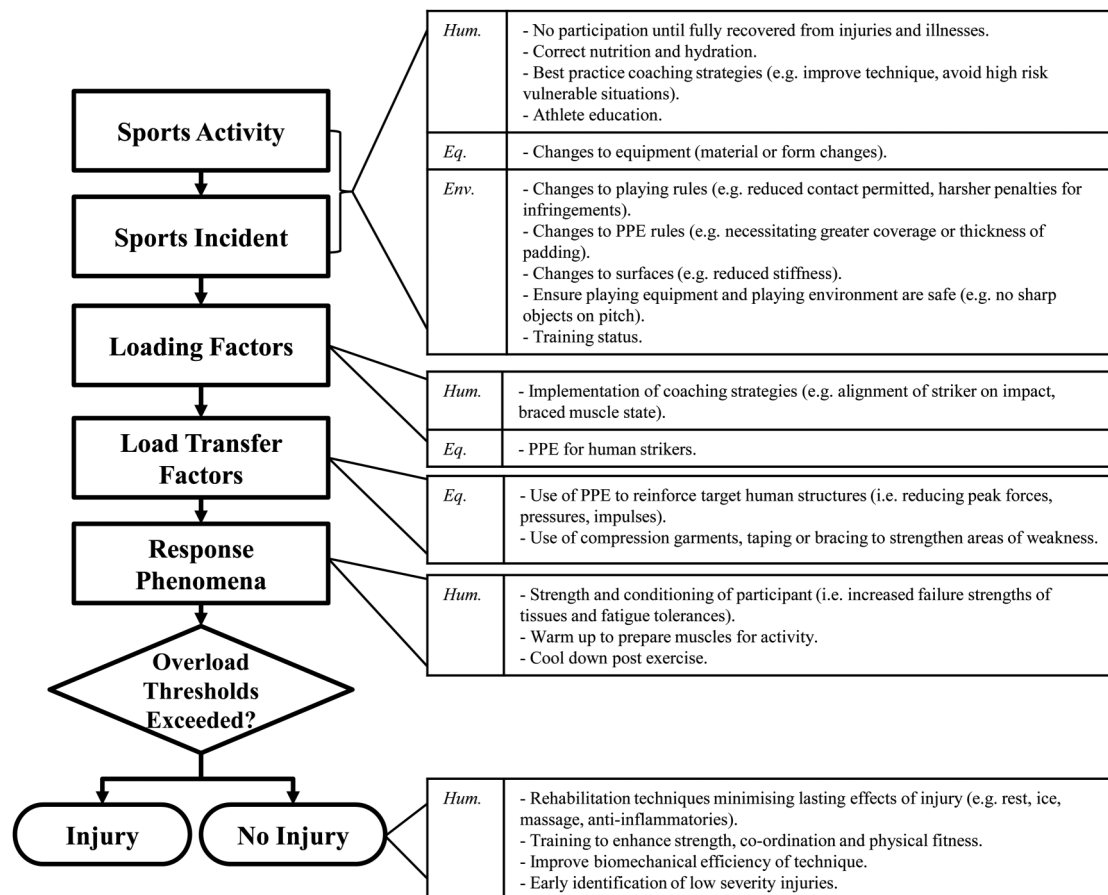 Sports Activity
Sports Incident
Loading Factors
Load Transfer
Factors
Response
Phenomena
Overload
Thresholds
Exceeded?
Injury
No Injury
Hum.
- No participation until fully recovered from injuries and illnesses.
- Correct nutrition and hydration.
- Best practice coaching strategies (e.g. improve technique, avoid high risk
vulnerable situations).
- Athlete education.
Eq.
- Changes to equipment (material or form changes).
Env.
- Changes to playing rules (e.g. reduced contact permitted, harsher penalties for
infringements).
- Changes to PPE rules (e.g. necessitating greater coverage or thickness of
padding).
- Changes to surfaces (e.g. reduced stiffness).
- Ensure playing equipment and playing environment are safe (e.g. no sharp
objects on pitch).
- Training status.
Hum.
- Implementation of coaching strategies (e.g. alignment of striker on impact,
braced muscle state).
Eq.
- PPE for human strikers.
Eq.
- Use of PPE to reinforce target human structures (i.e. reducing peak forces,
pressures, impulses).
- Use of compression garments, taping or bracing to strengthen areas of weakness.
Hum.
- Strength and conditioning of participant (i.e. increased failure strengths of
tissues and fatigue tolerances).
- Warm up to prepare muscles for activity.
- Cool down post exercise.
Hum.
- Rehabilitation techniques minimising lasting effects of injury (e.g. rest, ice,
massage, anti-inflammatories).
- Training to enhance strength, co-ordination and physical fitness.
- Improve biomechanical efficiency of technique.
- Early identification of low severity injuries.